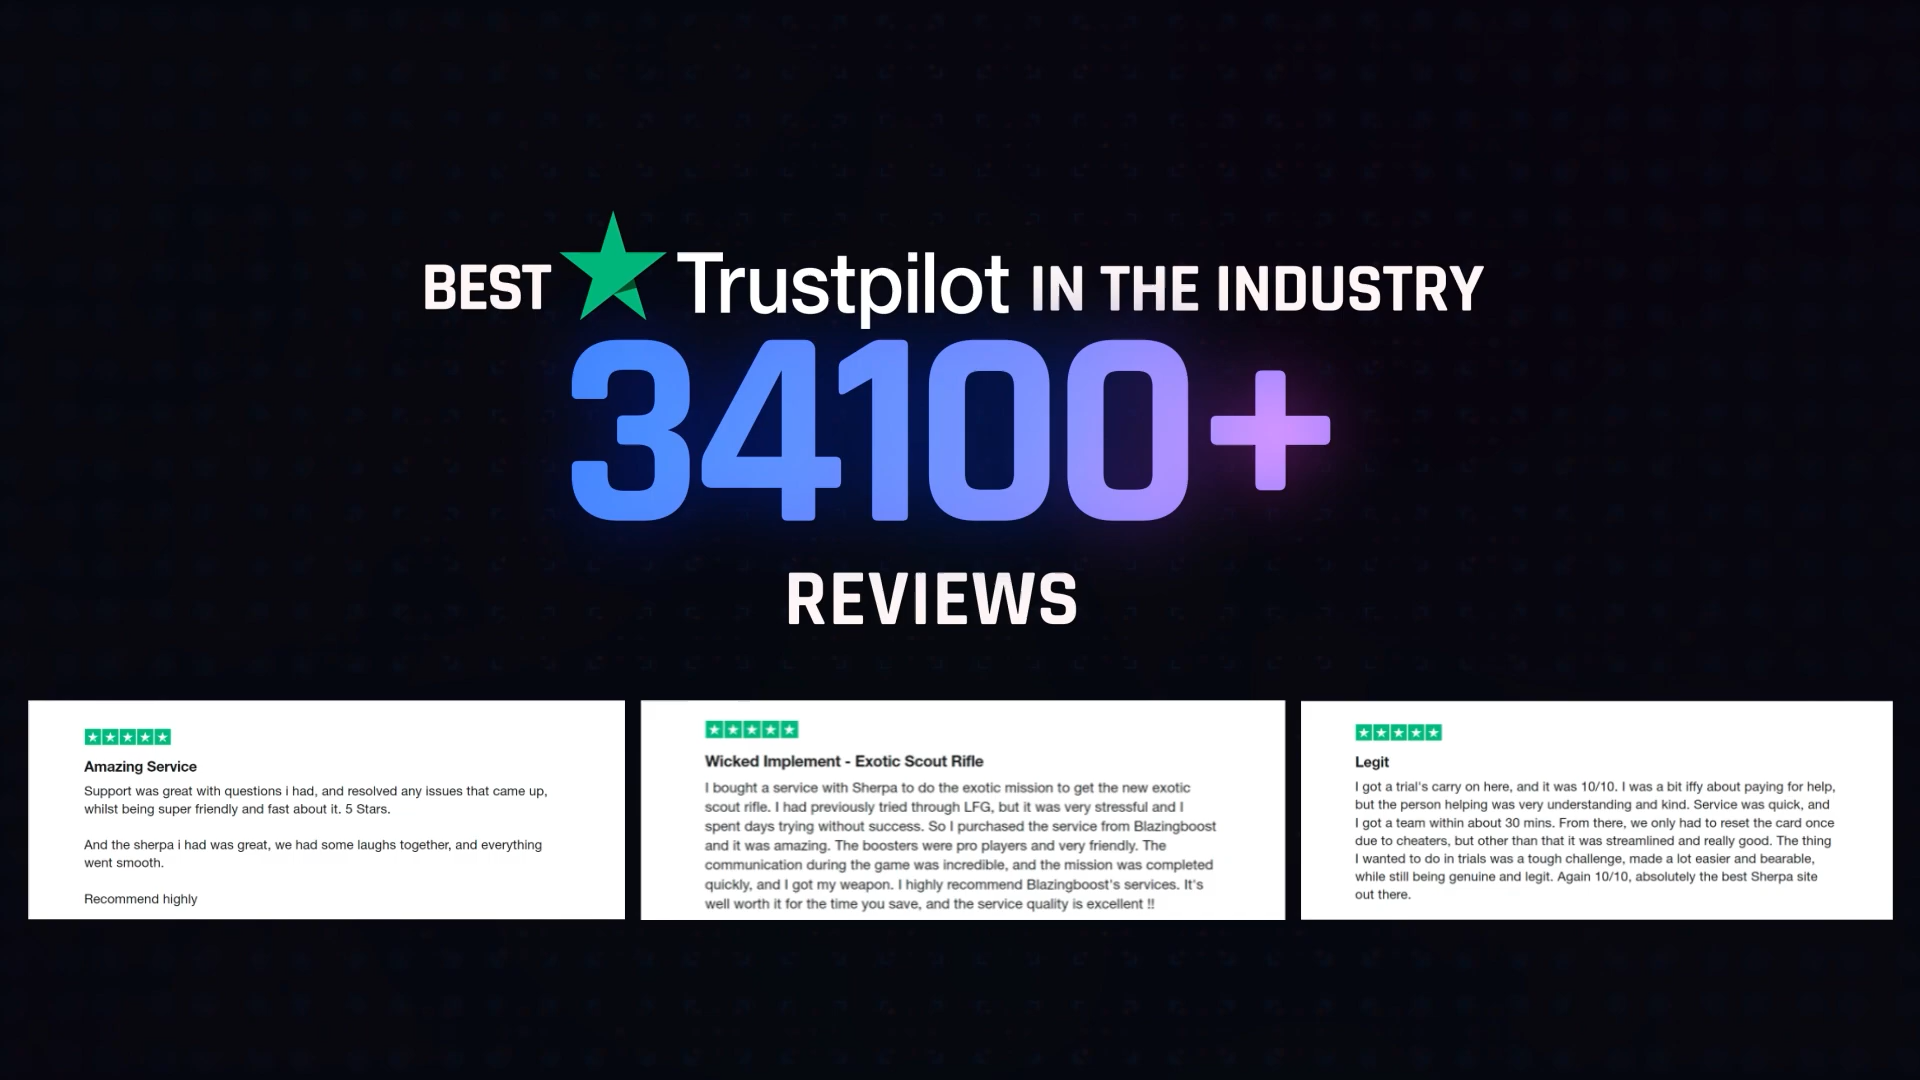 BEST Trustpilot IN THE INDUSTRY
34100+
REVIEWS
Amazing Service
Support was great with questions i had, and resolved any issues that came up,
whilst being super friendly and fast about it. 5 Stars.
And the sherpa i had was great, we had some laughs together, and everything
went smooth.
Recommend highly
Wicked Implement - Exotic Scout Rifle
I bought a service with Sherpa to do the exotic mission to get the new exotic
scout rifle. I had previously tried through LFG, but it was very stressful and I
spent days trying without success. So I purchased the service from Blazingboost
and it was amazing. The boosters were pro players and very friendly. The
communication during the game was incredible, and the mission was completed
quickly, and I got my weapon. I highly recommend Blazingboost's services. It's
well worth it for the time you save, and the service quality is excellent !!
Legit
I got a trial's carry on here, and it was 10/10. I was a bit iffy about paying for help,
but the person helping was very understanding and kind. Service was quick, and
I got a team within about 30 mins. From there, we only had to reset the card once
due to cheaters, but other than that it was streamlined and really good. The thing
I wanted to do in trials was a tough challenge, made a lot easier and bearable,
while still being genuine and legit. Again 10/10, absolutely the best Sherpa site
out there.